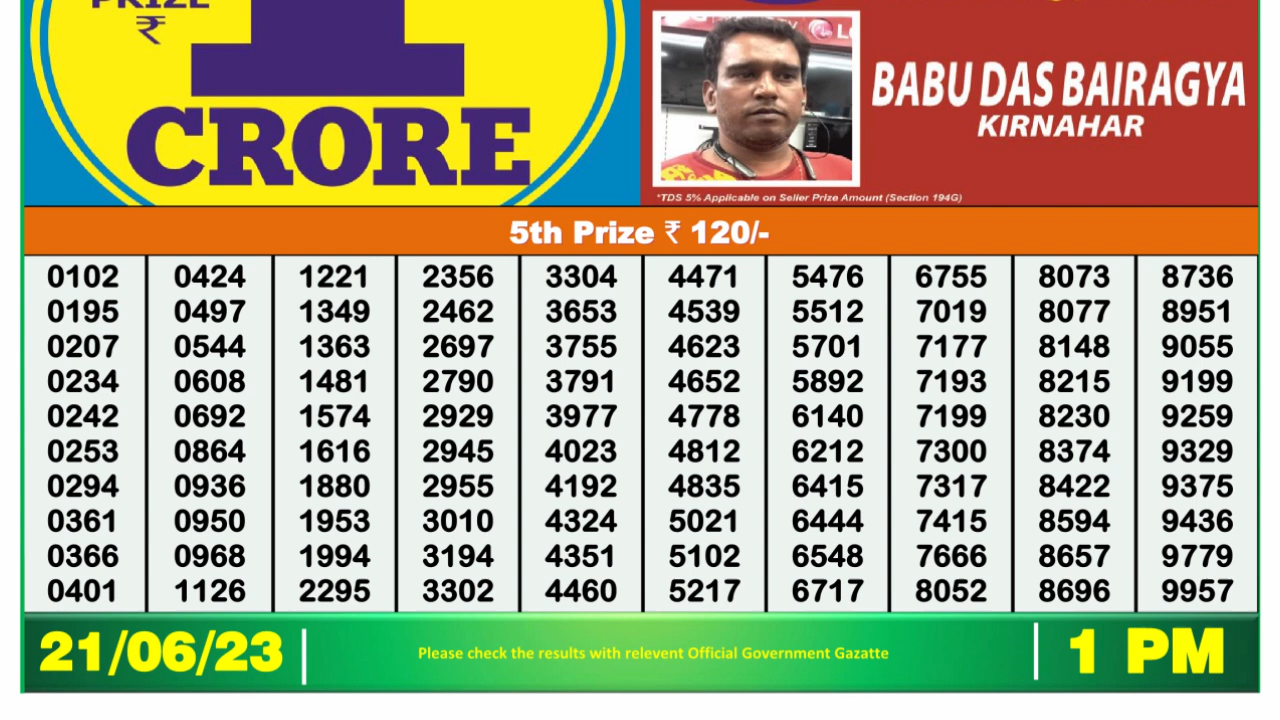 PRIZE
₹
1
CRORE
BABU DAS BAIRAGYA
KIRNAHAR
*TDS 5% Applicable on Seller Prize Amount (Section 194G)
5th Prize ₹ 120/-
0102 0424 1221 2356 3304 4471 5476 6755 8073 8736
0195 0497 1349 2462 3653 4539 5512 7019 8077 8951
0207 0544 1363 2697 3755 4623 5701 7177 8148 9055
0234 0608 1481 2790 3791 4652 5892 7193 8215 9199
0242 0692 1574 2929 3977 4778 6140 7199 8230 9259
0253 0864 1616 2945 4023 4812 6212 7300 8374 9329
0294 0936 1880 2955 4192 4835 6415 7317 8422 9375
0361 0950 1953 3010 4324 5021 6444 7415 8594 9436
0366 0968 1994 3194 4351 5102 6548 7666 8657 9779
0401 1126 2295 3302 4460 5217 6717 8052 8696 9957
21/06/23
Please check the results with relevent Official Government Gazatte
1 PM